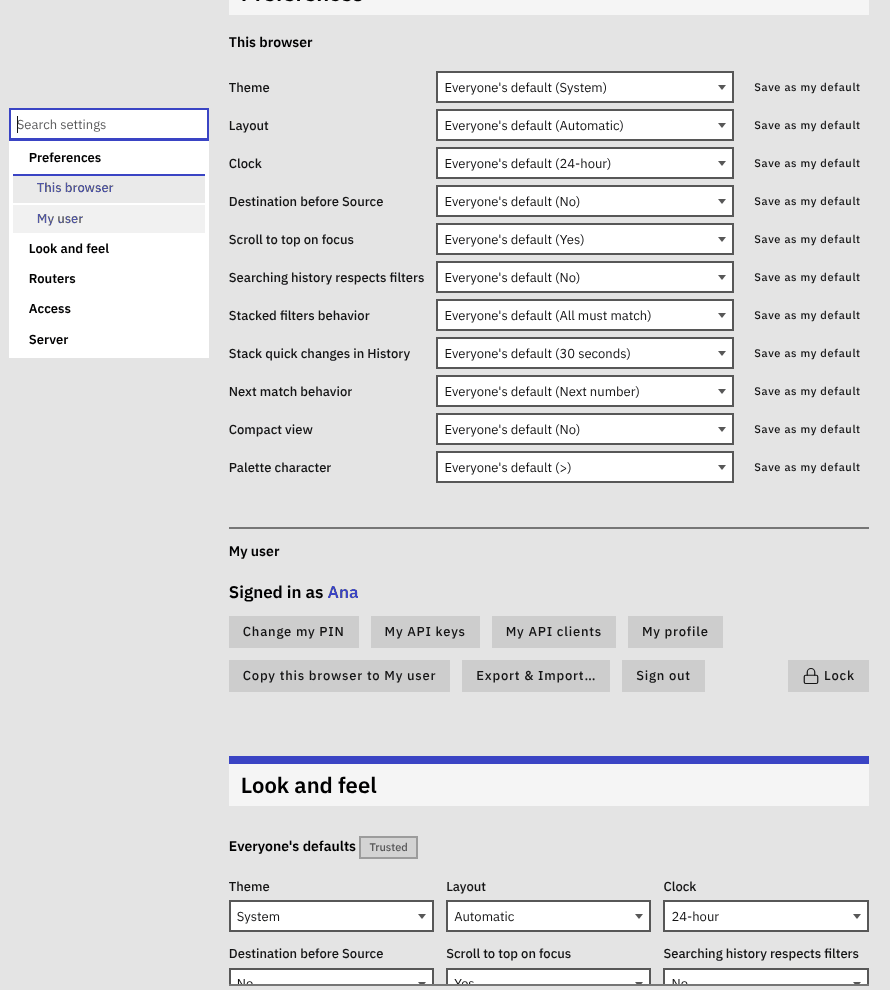 Preferences
This browser
Search settings
Preferences
This browser
My user
Look and feel
Routers
Access
Server
Theme Everyone's default (System) Save as my default
Layout Everyone's default (Automatic) Save as my default
Clock Everyone's default (24-hour) Save as my default
Destination before Source Everyone's default (No) Save as my default
Scroll to top on focus Everyone's default (Yes) Save as my default
Searching history respects filters Everyone's default (No) Save as my default
Stacked filters behavior Everyone's default (All must match) Save as my default
Stack quick changes in History Everyone's default (30 seconds) Save as my default
Next match behavior Everyone's default (Next number) Save as my default
Compact view Everyone's default (No) Save as my default
Palette character Everyone's default (>) Save as my default
My user
Signed in as Ana
Change my PIN My API keys My API clients My profile
Copy this browser to My user Export & Import... Sign out Lock
Look and feel
Everyone's defaults Trusted
Theme Layout Clock
System Automatic 24-hour
Destination before Source Scroll to top on focus Searching history respects filters
No Yes No